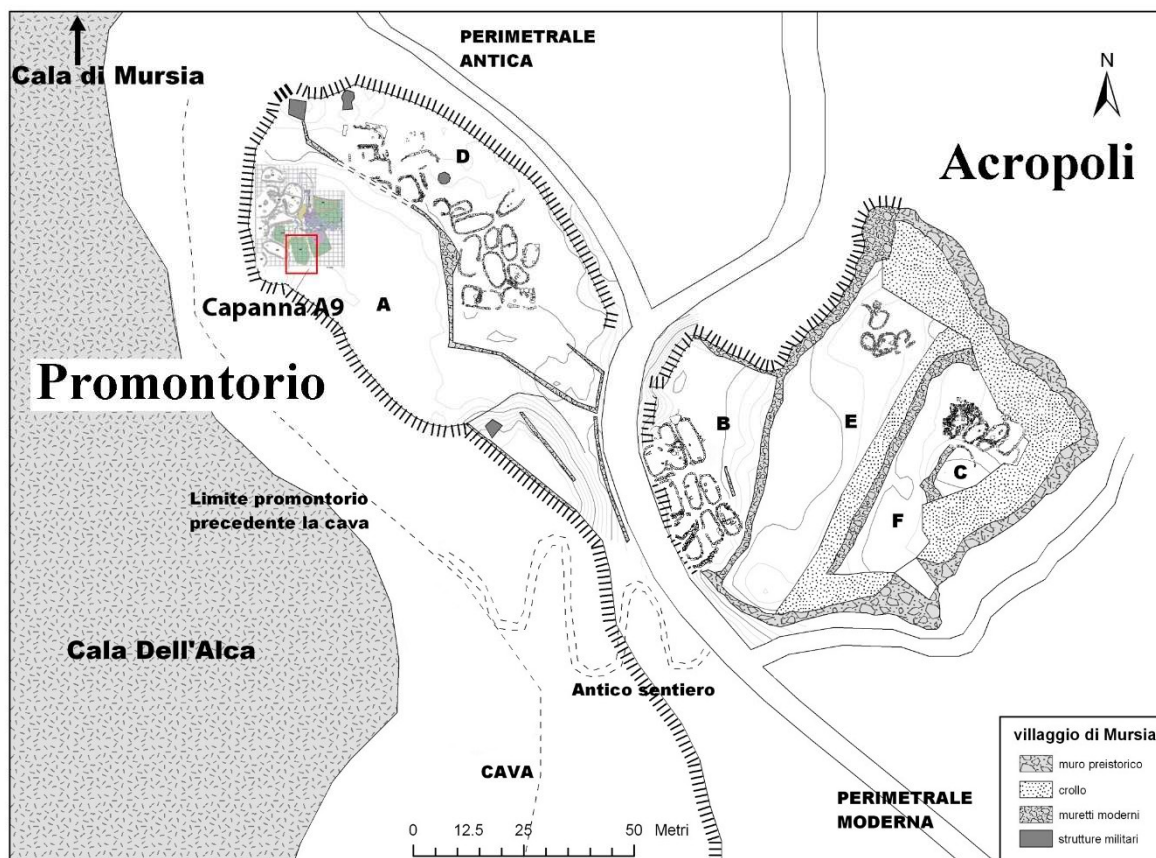 PERIMETRALE
ANTICA
N
Cala di Mursia
Acropoli
D
Capanna A9
A
Promontorio
B
E
C
F
Limite promontorio
precedente la cava
Cala Dell'Alca
Antico sentiero
CAVA
PERIMETRALE
MODERNA
0 12.5 25 50 Metri
villaggio di Mursia
muro preistorico
crollo
muretti moderni
strutture militari